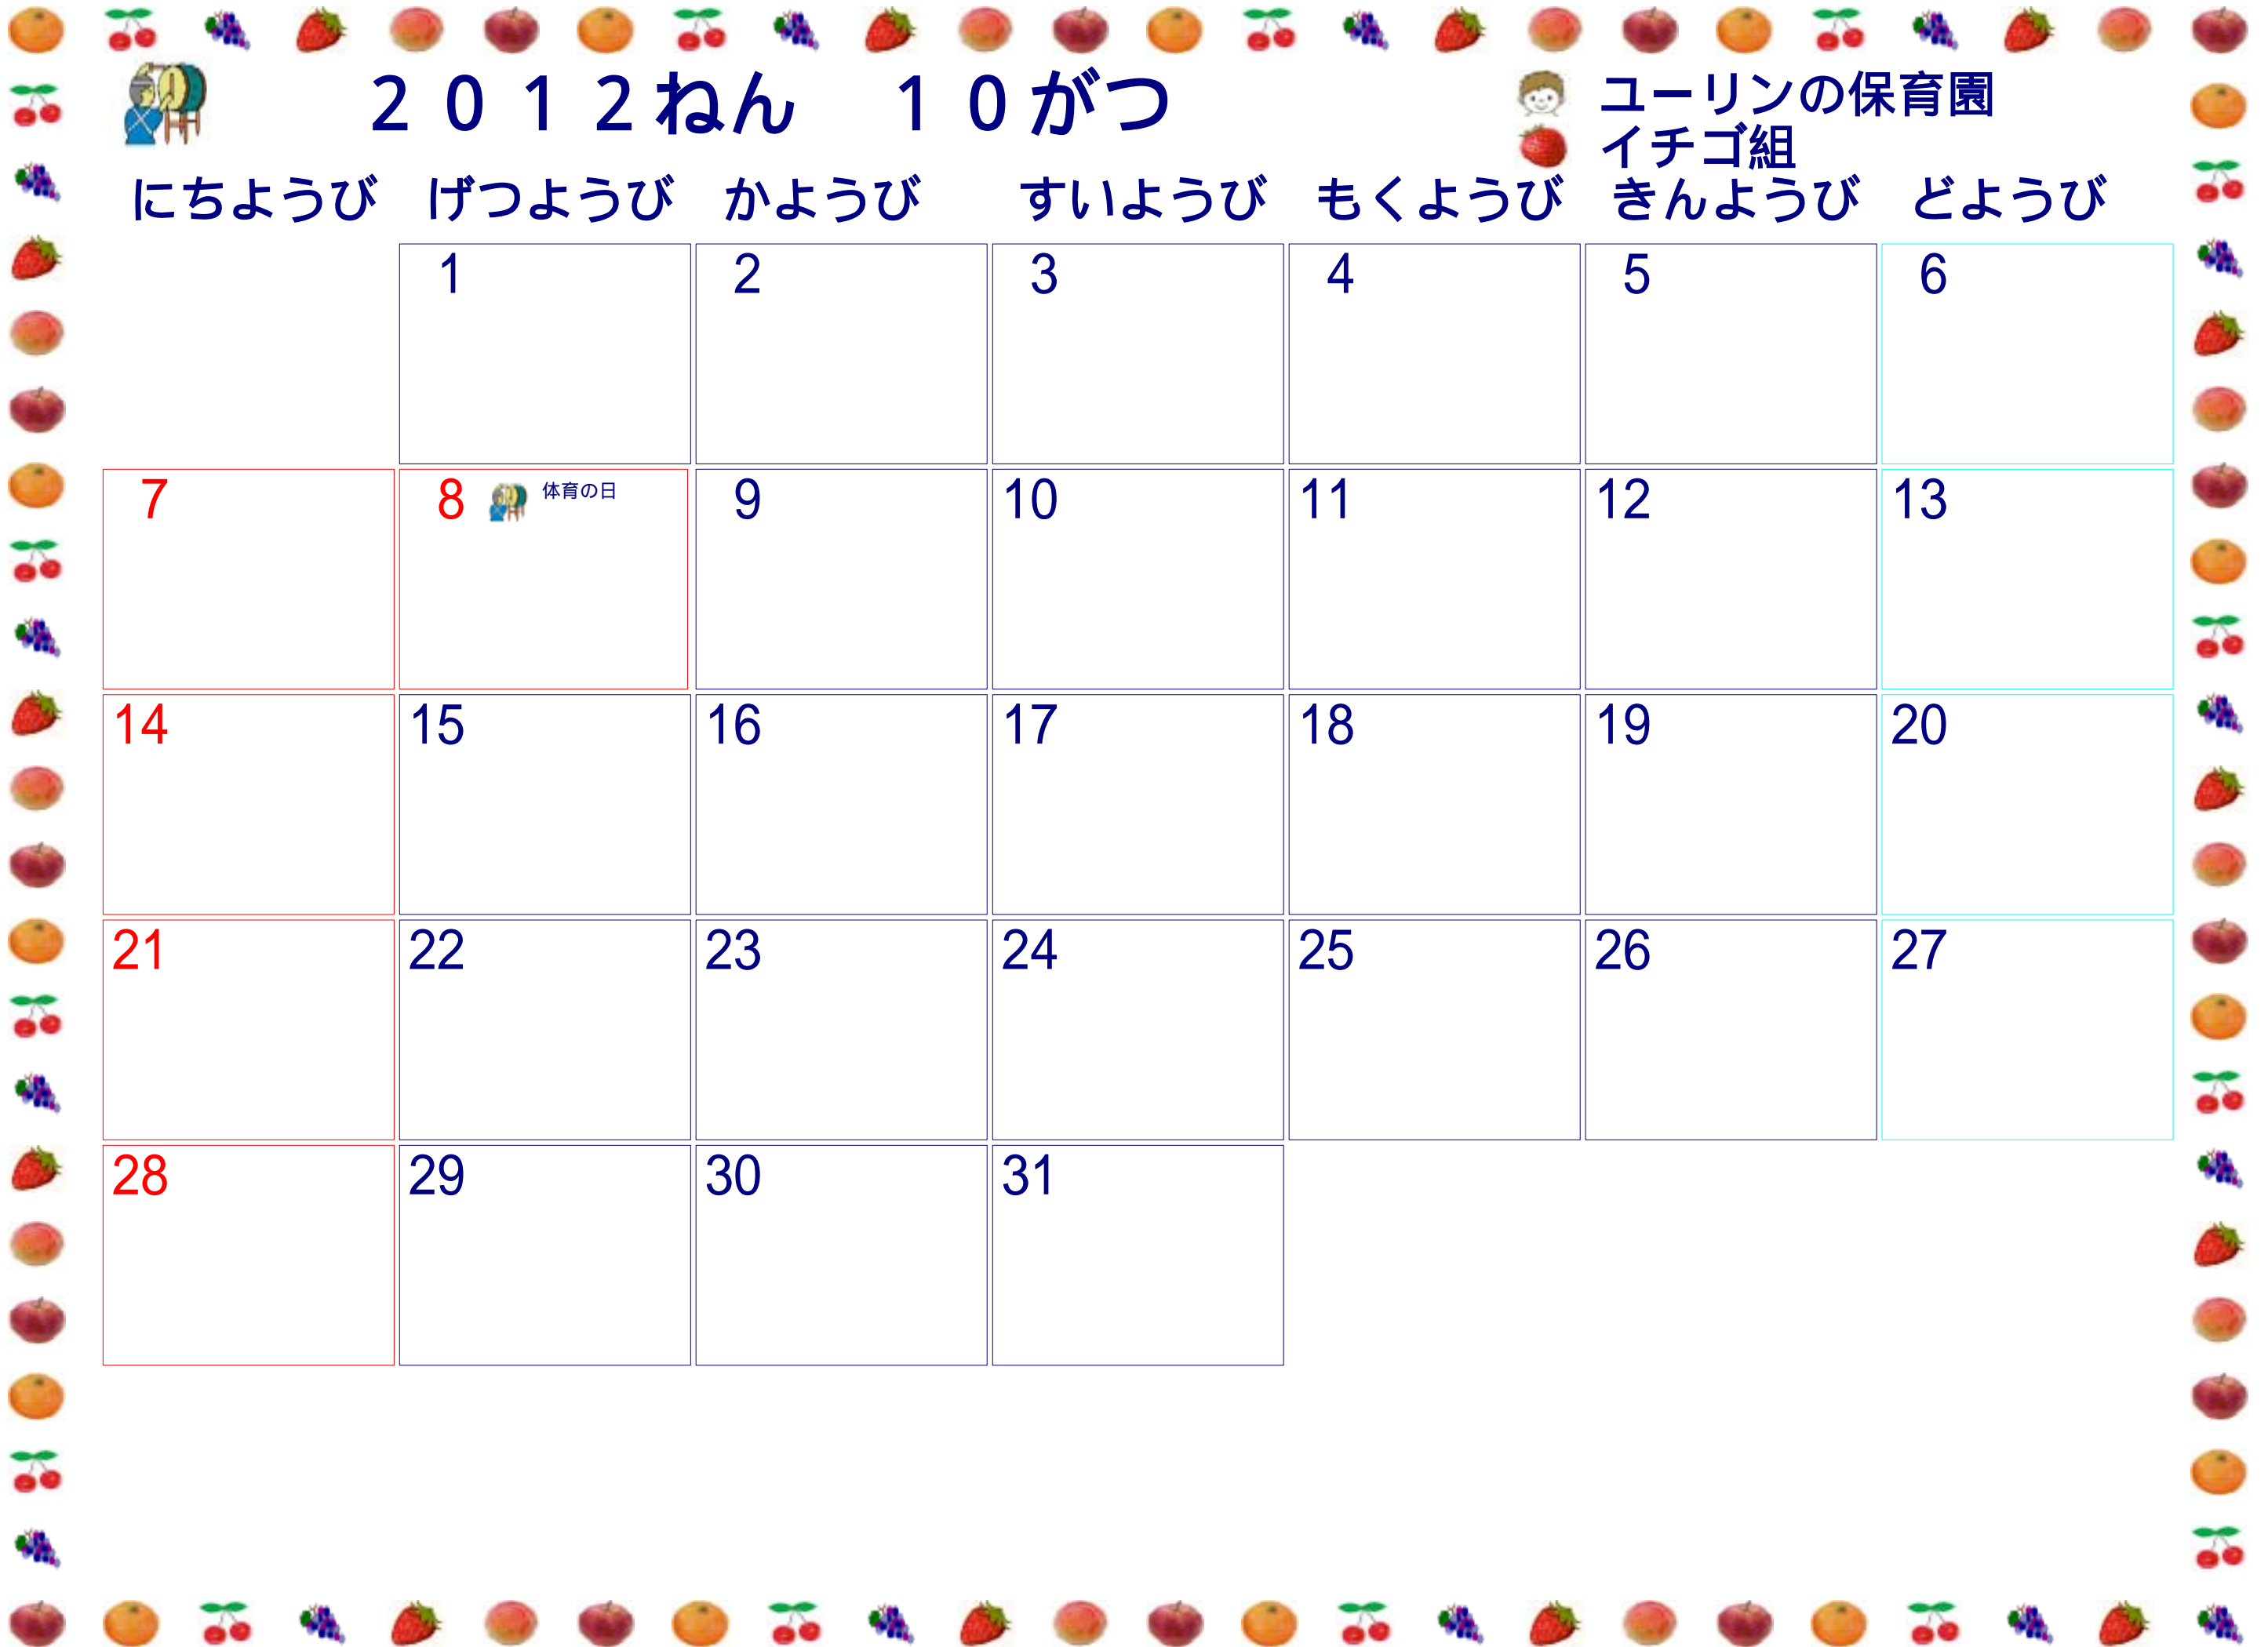 ２０１２ねん　１０がつ
ユーリンの保育園
イチゴ組
にちようび げつようび かようび すいようび もくようび きんようび どようび
1 2 3 4 5 6
7 8 体育の日 9 10 11 12 13
14 15 16 17 18 19 20
21 22 23 24 25 26 27
28 29 30 31